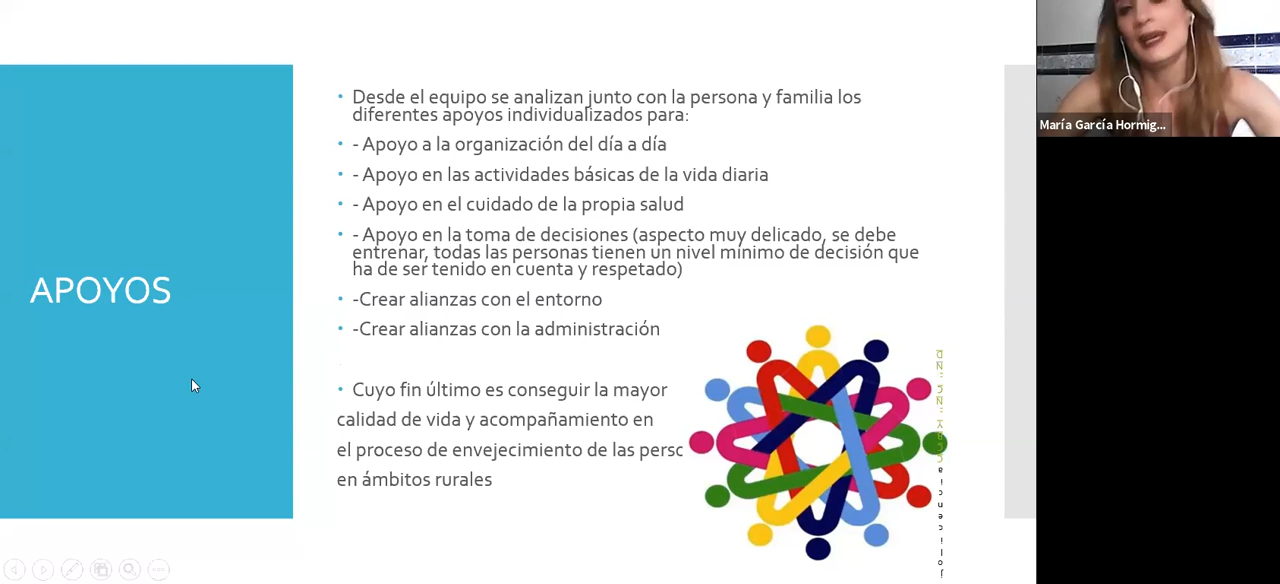 María García Hormig...
APOYOS
• Desde el equipo se analizan junto con la persona y familia los
diferentes apoyos individualizados para:
• - Apoyo a la organización del día a día
• - Apoyo en las actividades básicas de la vida diaria
• - Apoyo en el cuidado de la propia salud
• - Apoyo en la toma de decisiones (aspecto muy delicado, se debe
entrenar, todas las personas tienen un nivel mínimo de decisión que
ha de ser tenido en cuenta y respetado)
• -Crear alianzas con el entorno
• -Crear alianzas con la administración
• Cuyo fin último es conseguir la mayor
calidad de vida y acompañamiento en
el proceso de envejecimiento de las perso
en ámbitos rurales